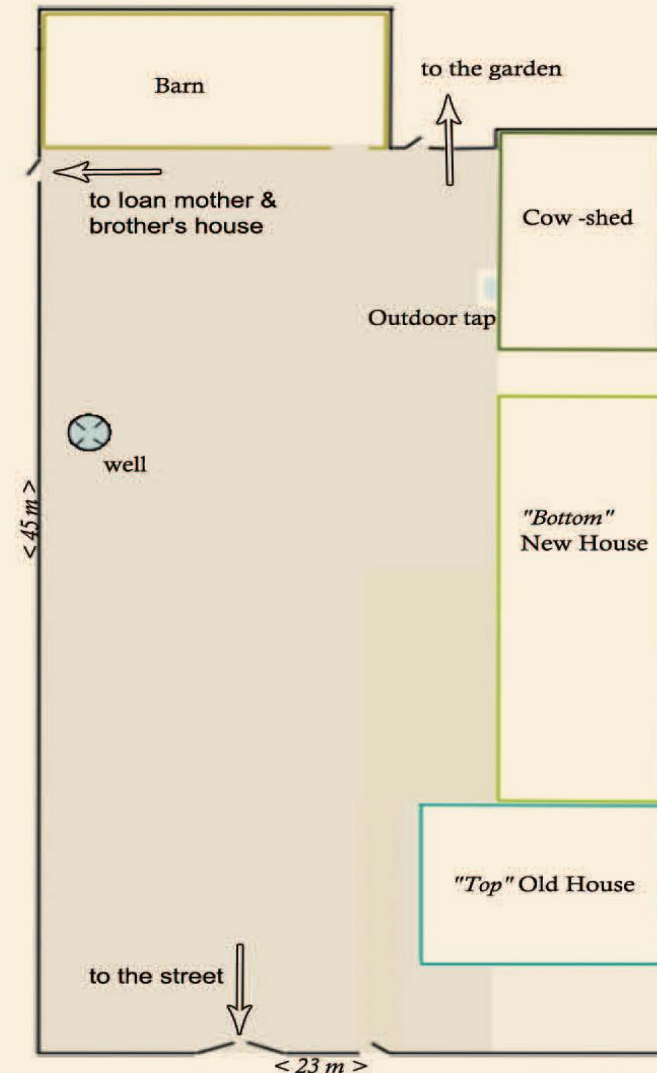 to the garden
Barn
to loan mother &
brother's house
Cow -shed
Outdoor tap
well
< 45 m >
"Bottom"
New House
"Top" Old House
to the street
< 23 m >